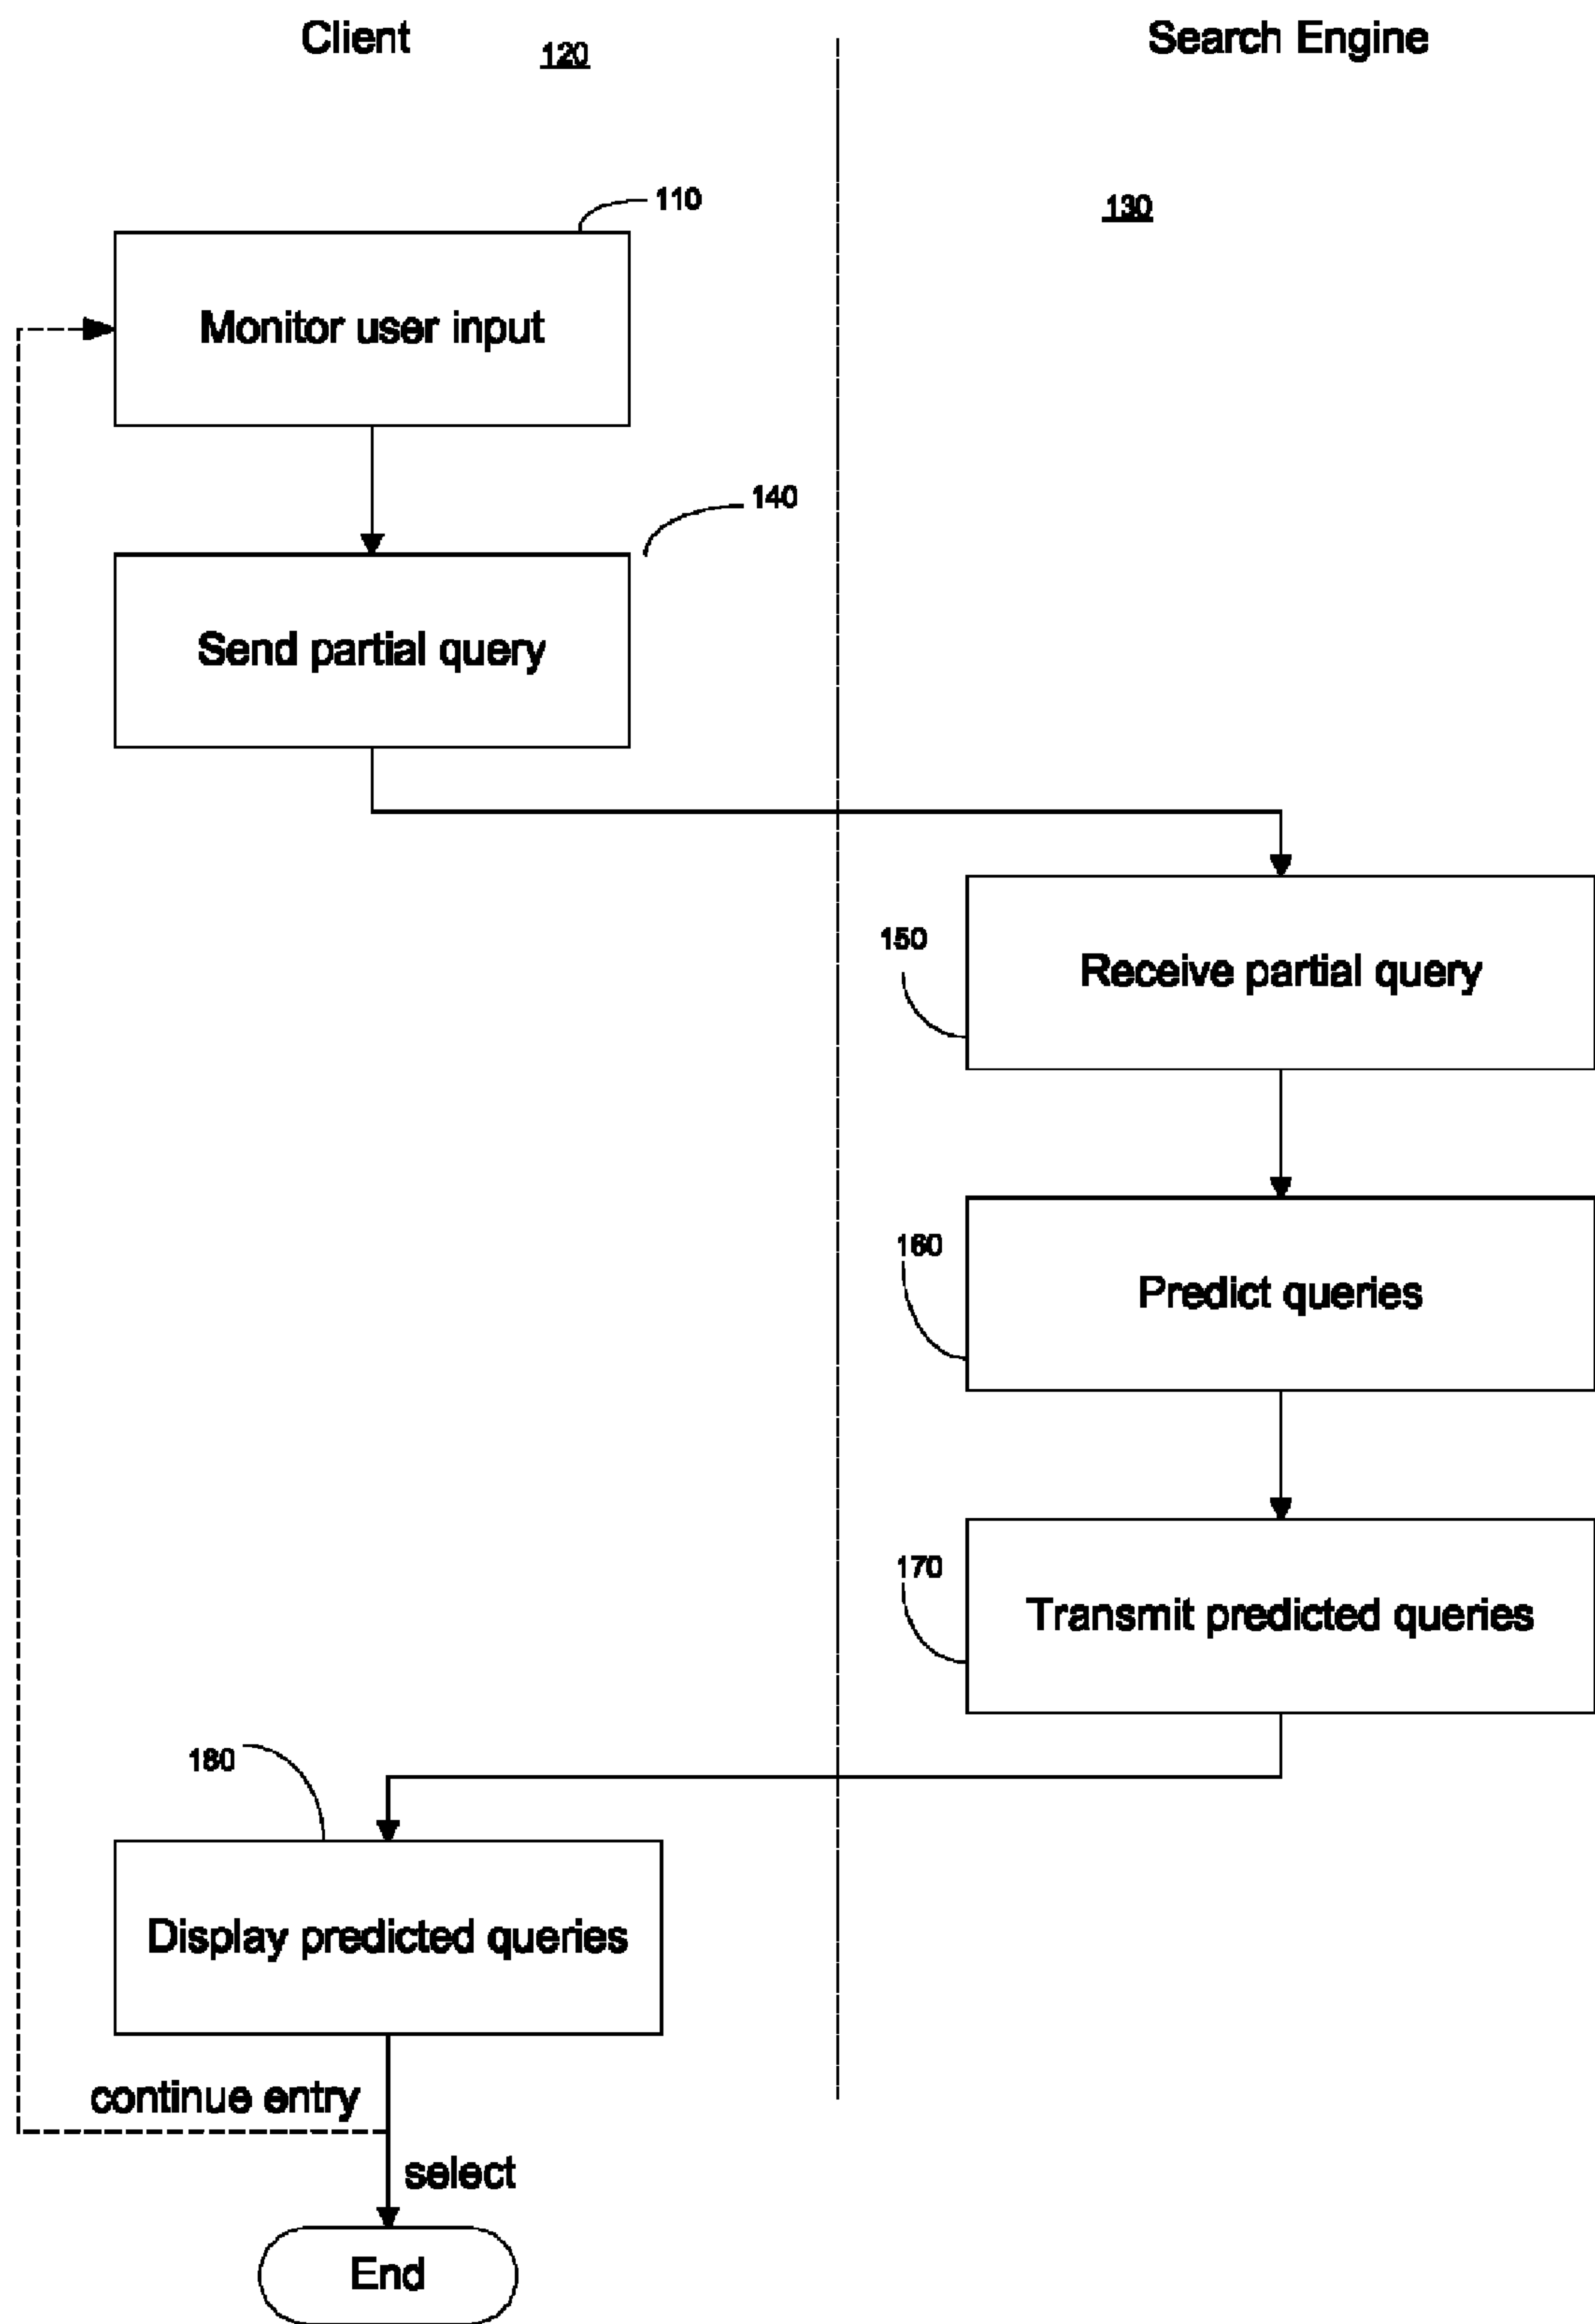 Client
120
Search Engine
130
110
Monitor user input
140
Send partial query
150
Receive partial query
160
Predict queries
170
Transmit predicted queries
180
Display predicted queries
continue entry
select
End